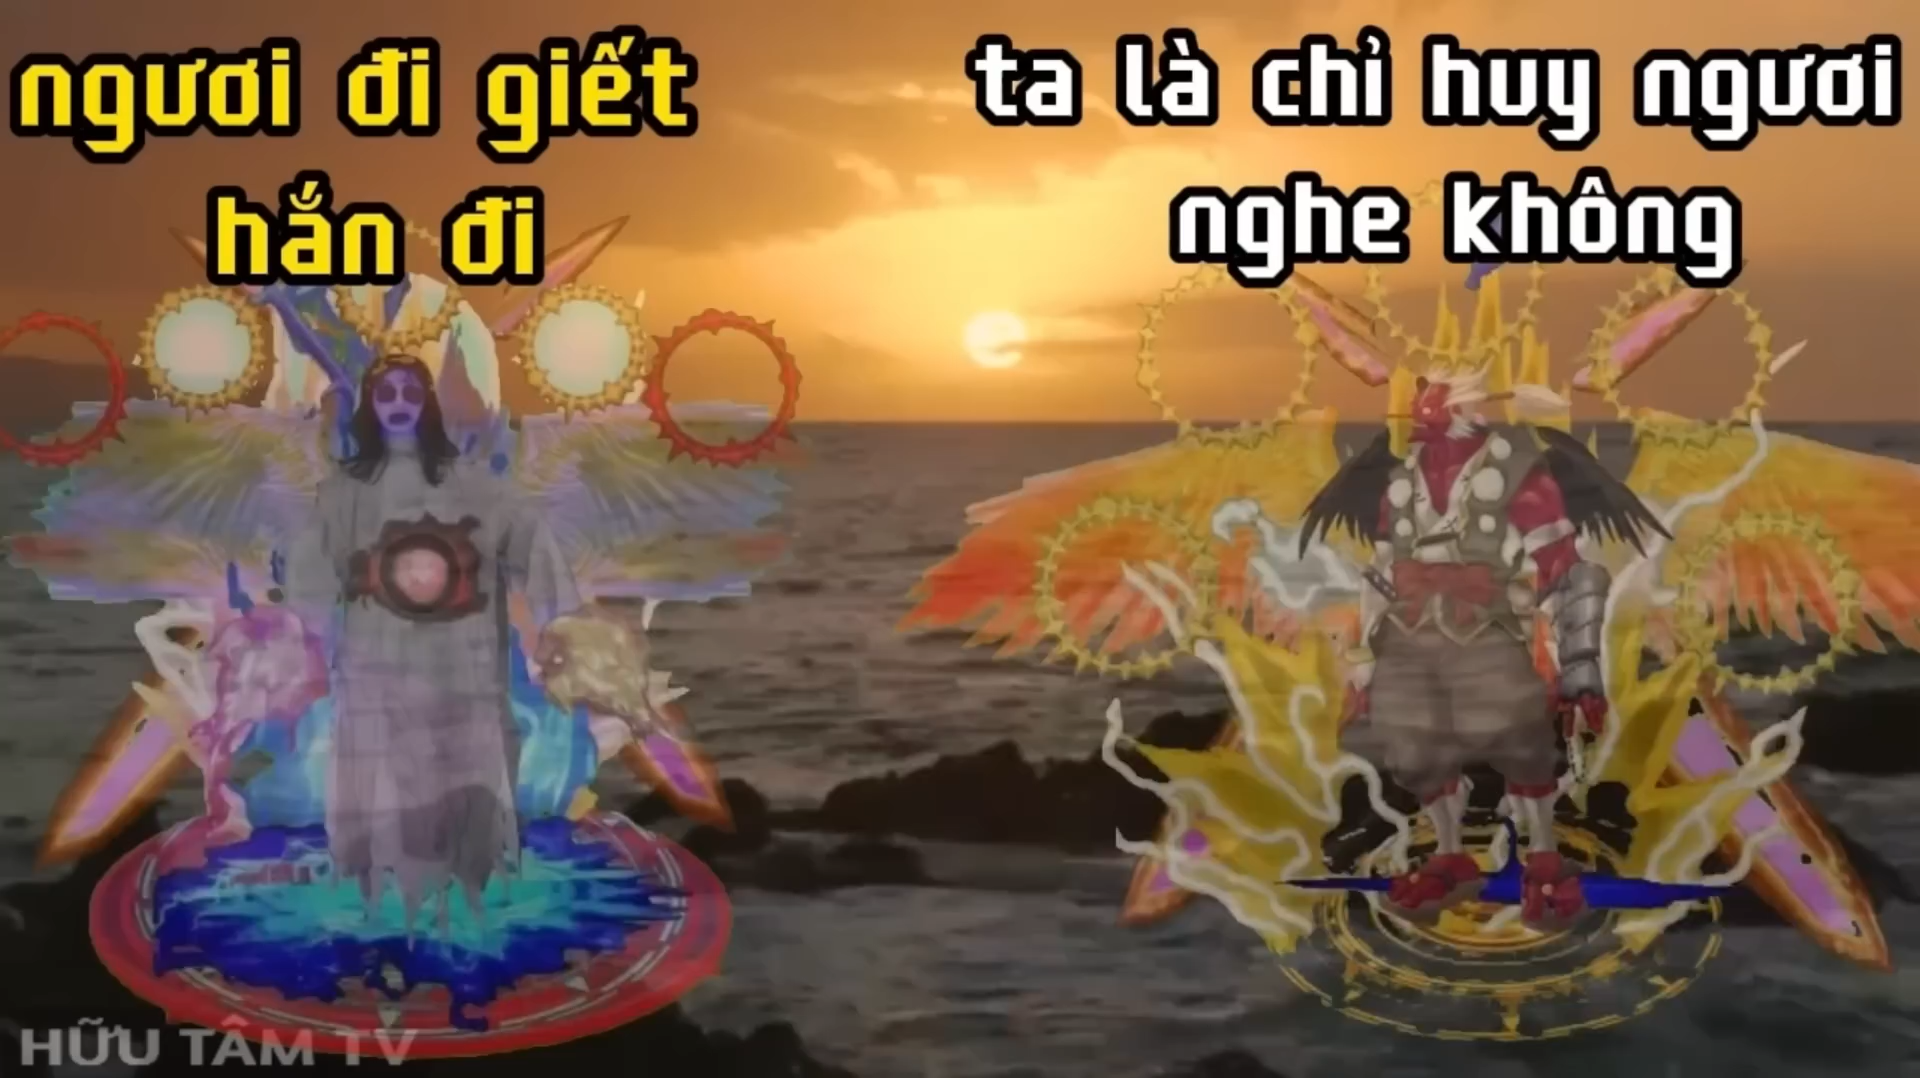 ngươi đi giết
hắn đi
ta là chỉ huy ngươi
nghe không
HỮU TÂM TV